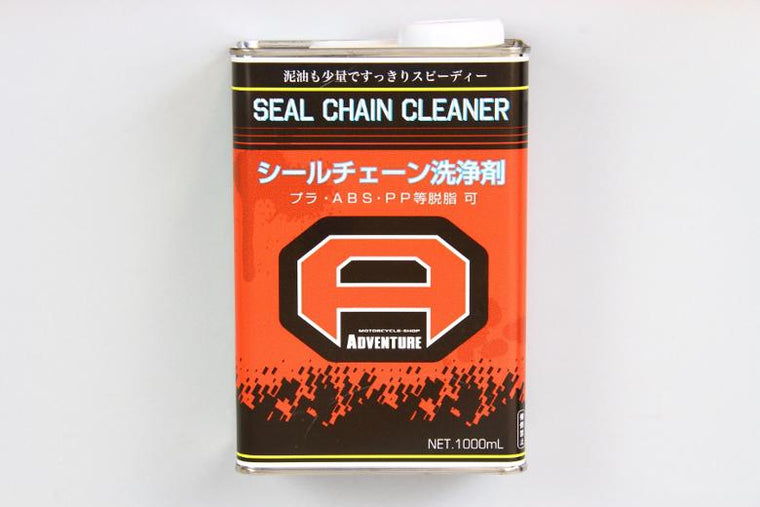 泥油も少量ですっきりスピーディー
SEAL CHAIN CLEANER
シールチェーン洗浄剤
プラ・ABS・PP等脱脂 可
MOTORCYCLE-SHOP
ADVENTURE
NET.1000mL